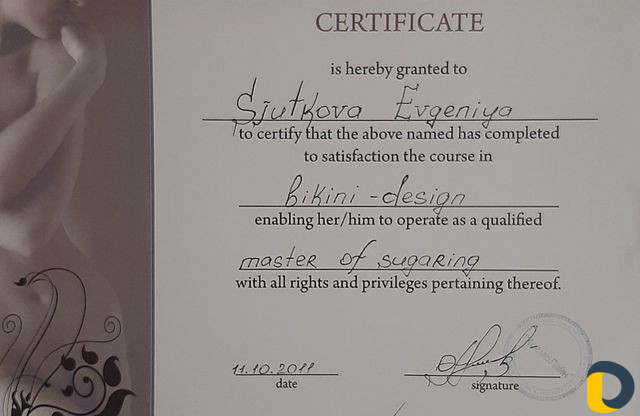 CERTIFICATE
is hereby granted to
Sjutkova Evgeniya
to certify that the above named has completed
to satisfaction the course in
bikini-design
enabling her/him to operate as a qualified
master of sugaring
with all rights and privileges pertaining thereof.
11.10.2011
date
signature